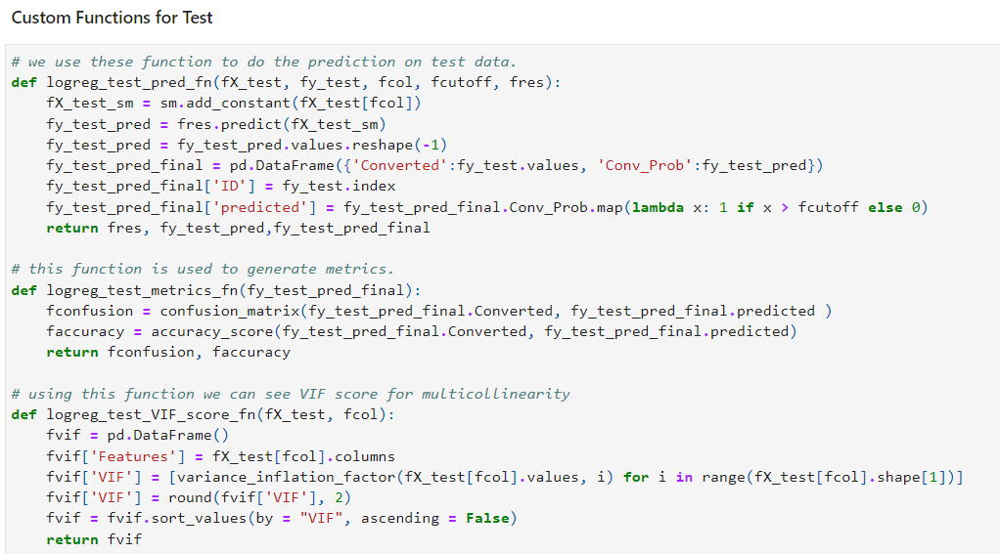 Custom Functions for Test
# we use these function to do the prediction on test data.
def logreg_test_pred_fn(fX_test, fy_test, fcol, fcutoff, fres):
    fX_test_sm = sm.add_constant(fX_test[fcol])
    fy_test_pred = fres.predict(fX_test_sm)
    fy_test_pred = fy_test_pred.values.reshape(-1)
    fy_test_pred_final = pd.DataFrame({'Converted':fy_test.values, 'Conv_Prob':fy_test_pred})
    fy_test_pred_final['ID'] = fy_test.index
    fy_test_pred_final['predicted'] = fy_test_pred_final.Conv_Prob.map(lambda x: 1 if x > fcutoff else 0)
    return fres, fy_test_pred,fy_test_pred_final

# this function is used to generate metrics.
def logreg_test_metrics_fn(fy_test_pred_final):
    fconfusion = confusion_matrix(fy_test_pred_final.Converted, fy_test_pred_final.predicted )
    faccuracy = accuracy_score(fy_test_pred_final.Converted, fy_test_pred_final.predicted)
    return fconfusion, faccuracy

# using this function we can see VIF score for multicollinearity
def logreg_test_VIF_score_fn(fX_test, fcol):
    fvif = pd.DataFrame()
    fvif['Features'] = fX_test[fcol].columns
    fvif['VIF'] = [variance_inflation_factor(fX_test[fcol].values, i) for i in range(fX_test[fcol].shape[1])]
    fvif['VIF'] = round(fvif['VIF'], 2)
    fvif = fvif.sort_values(by = "VIF", ascending = False)
    return fvif